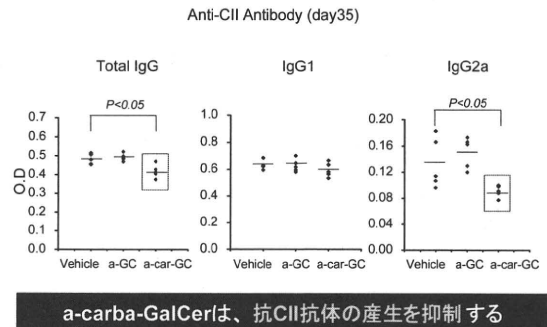 Anti-CII Antibody (day35)
Total IgG
IgG1
IgG2a
P<0.05
P<0.05
O.D
0.7
0.6
0.5
0.4
0.3
0.2
0.1
0.0
1.0
0.8
0.6
0.4
0.2
0.0
0.20
0.16
0.12
0.08
0.04
0.00
Vehicle a-GC a-car-GC
Vehicle a-GC a-car-GC
Vehicle a-GC a-car-GC
a-carba-GalCerは、抗CII抗体の産生を抑制する